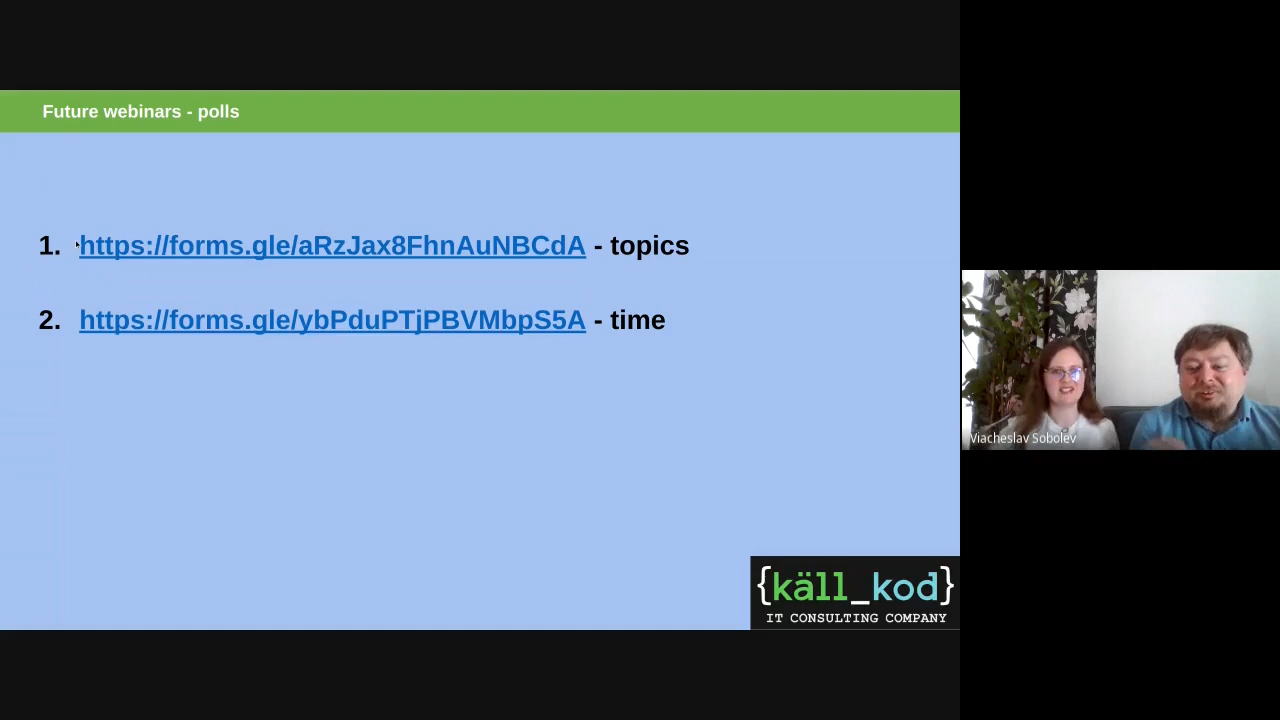 Future webinars - polls
1. https://forms.gle/aRzJax8FhnAuNBCdA - topics
2. https://forms.gle/ybPduPTjPBVMbpS5A - time
Viacheslav Sobolev
{käll_kod}
IT CONSULTING COMPANY